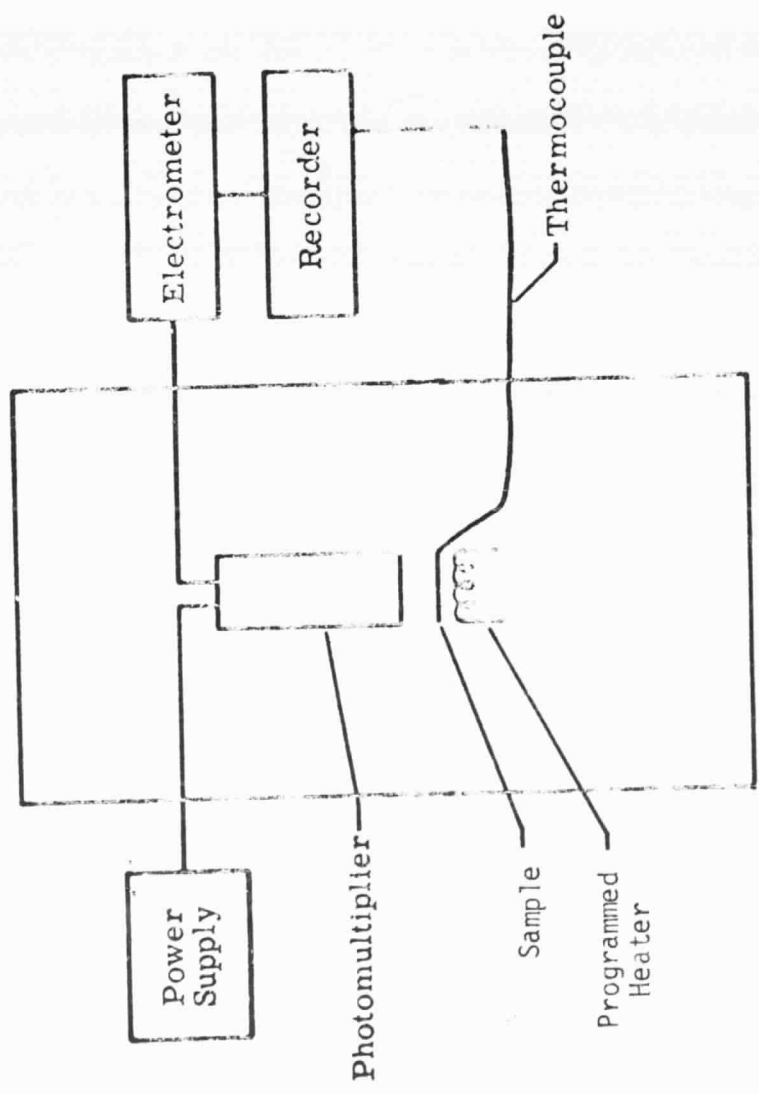 Power
Supply
Electrometer
Recorder
Photomultiplier
Sample
Programmed
Heater
Thermocouple